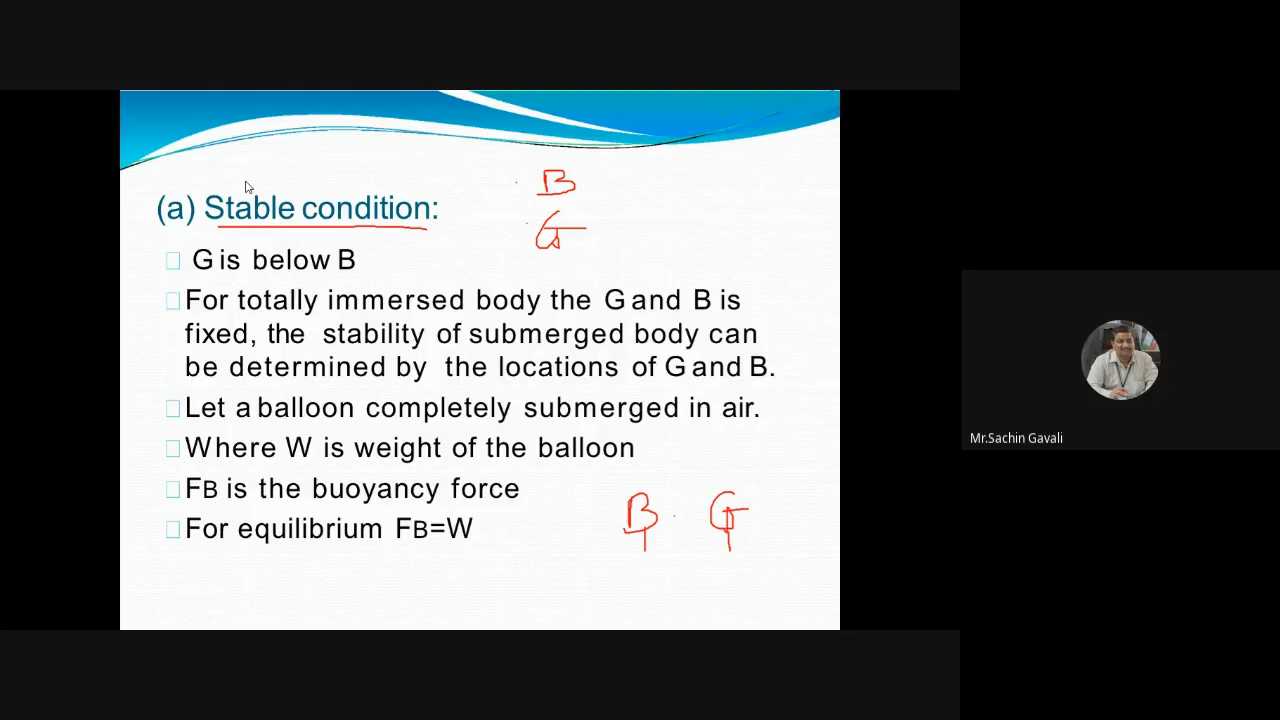 B
(a) Stable condition:
G
G is below B
For totally immersed body the G and B is
fixed, the stability of submerged body can
be determined by the locations of G and B.
Let a balloon completely submerged in air.
Where W is weight of the balloon
FB is the buoyancy force
B G
For equilibrium FB=W
Mr.Sachin Gavali